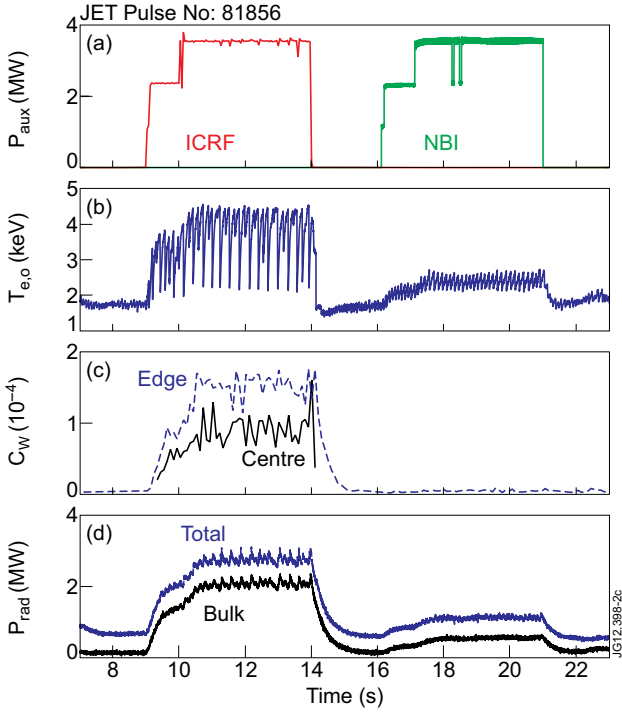 JET Pulse No: 81856
(a)
P_aux (MW)
4
2
0
ICRF
NBI
(b)
T_e,o (keV)
5
4
3
2
1
(c)
C_W (10⁻⁴)
2
1
0
Edge
Centre
(d)
P_rad (MW)
4
2
0
Total
Bulk
8 10 12 14 16 18 20 22
Time (s)
JG12.398-2c